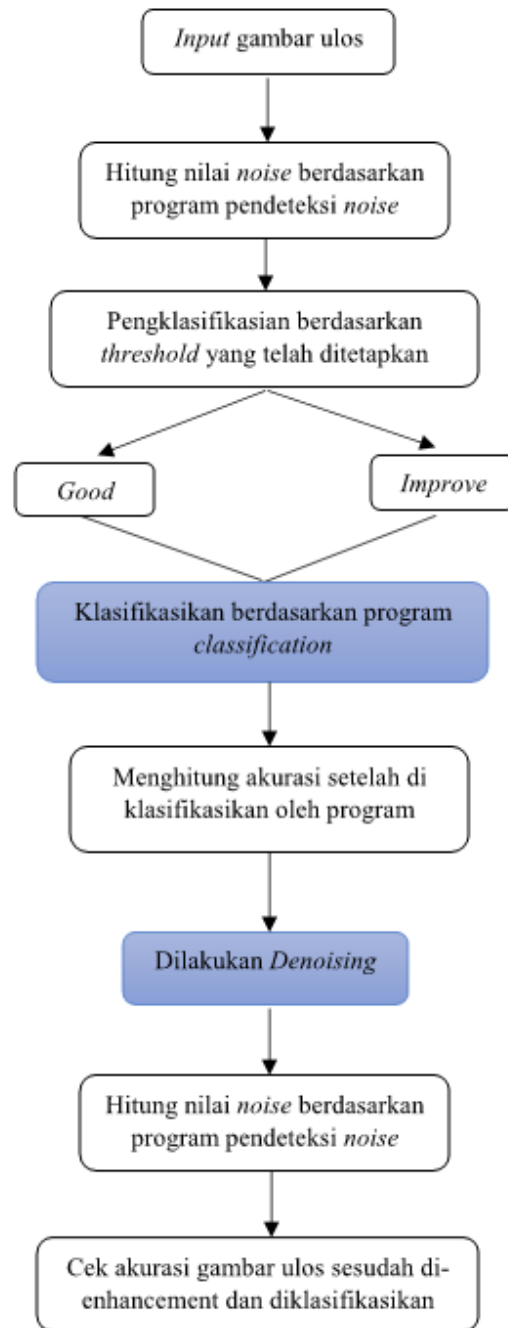 Input gambar ulos
Hitung nilai noise berdasarkan
program pendeteksi noise
Pengklasifikasian berdasarkan
threshold yang telah ditetapkan
Good
Improve
Klasifikasikan berdasarkan program
classification
Menghitung akurasi setelah di
klasifikasikan oleh program
Dilakukan Denoising
Hitung nilai noise berdasarkan
program pendeteksi noise
Cek akurasi gambar ulos sesudah di-
enhancement dan diklasifikasikan